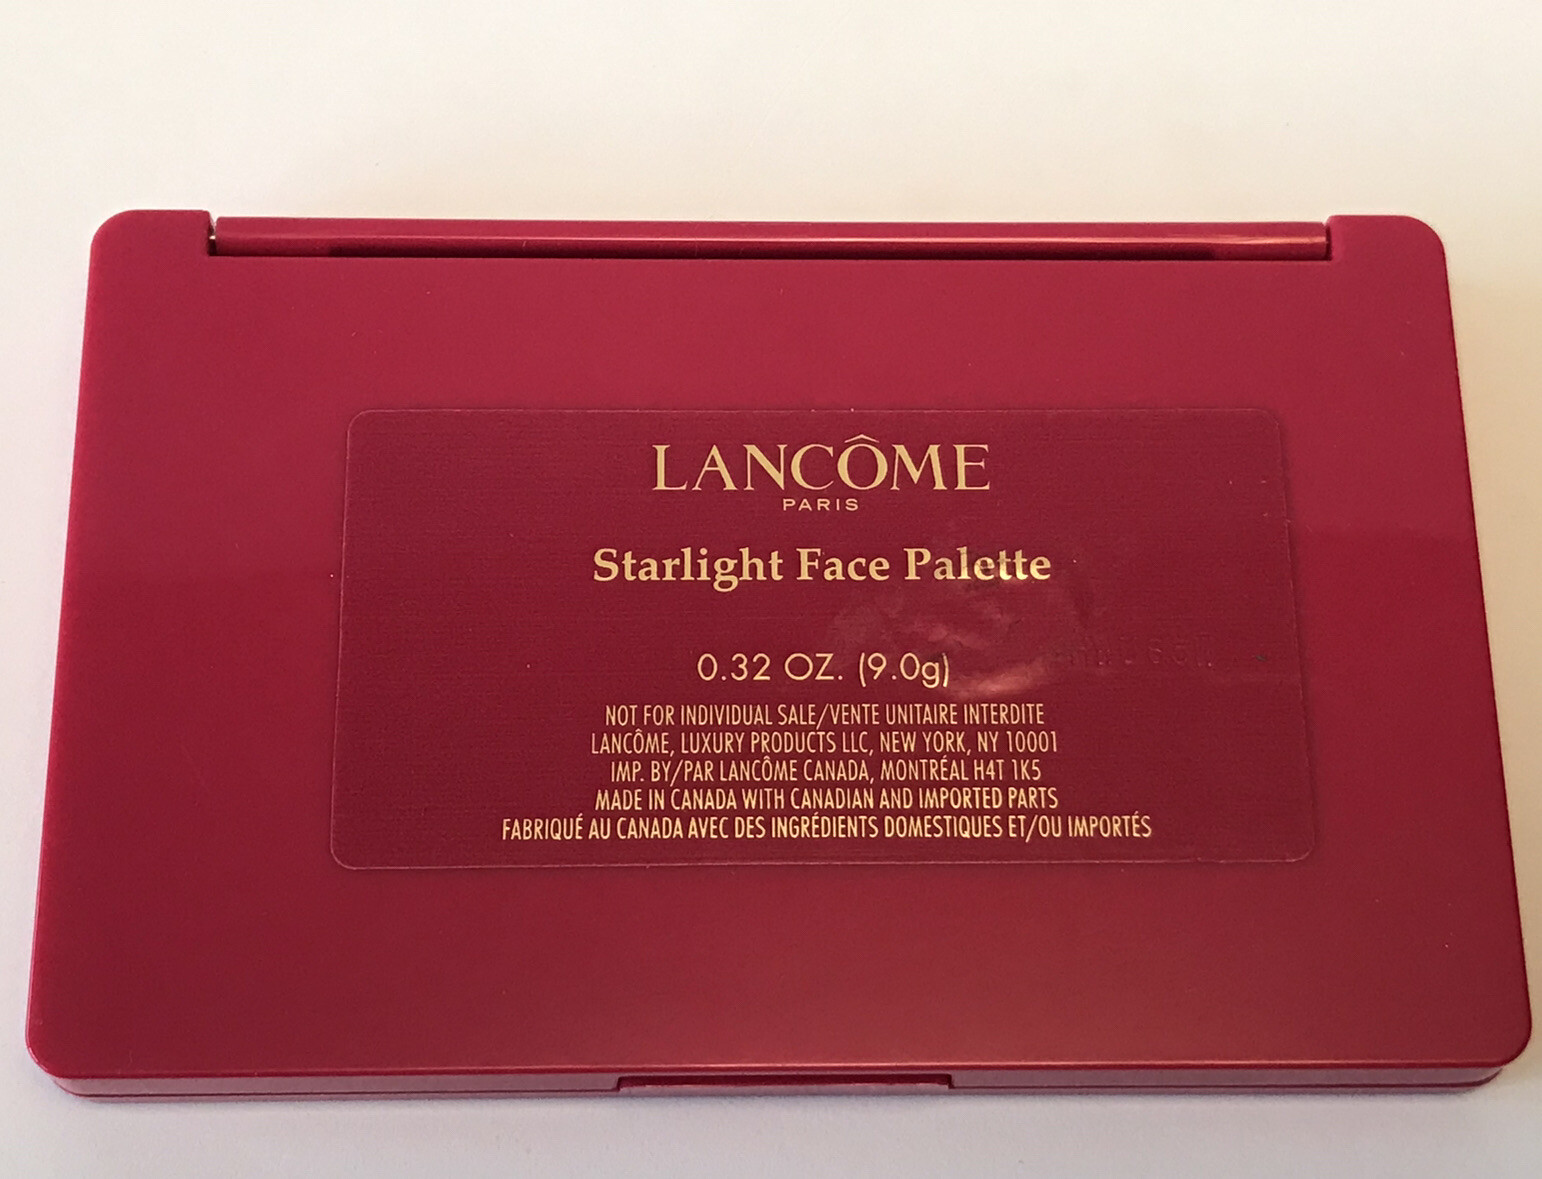 LANCÔME
PARIS
Starlight Face Palette
0.32 OZ. (9.0g)
NOT FOR INDIVIDUAL SALE/VENTE UNITAIRE INTERDITE
LANCÔME, LUXURY PRODUCTS LLC, NEW YORK, NY 10001
IMP. BY/PAR LANCÔME CANADA, MONTRÉAL H4T 1K5
MADE IN CANADA WITH CANADIAN AND IMPORTED PARTS
FABRIQUÉ AU CANADA AVEC DES INGRÉDIENTS DOMESTIQUES ET/OU IMPORTÉS